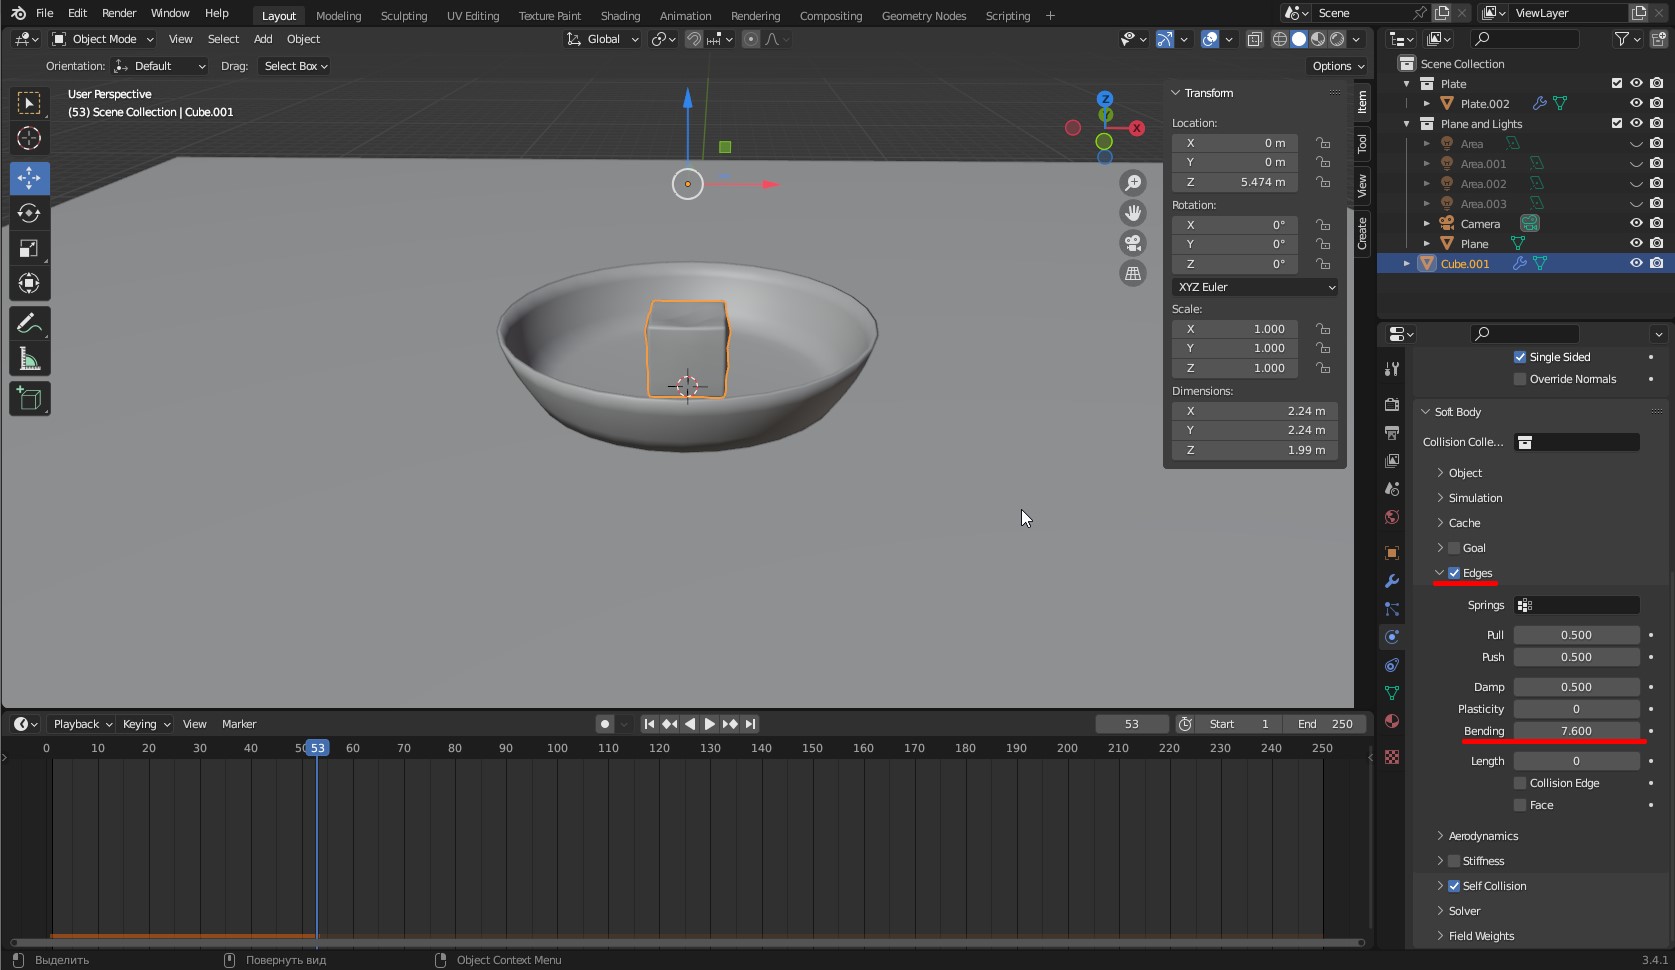 File Edit Render Window Help Layout Modeling Sculpting UV Editing Texture Paint Shading Animation Rendering Compositing Geometry Nodes Scripting + Scene ViewLayer
Object Mode View Select Add Object Global
Orientation: Default Drag: Select Box Options
User Perspective
(53) Scene Collection | Cube.001
Z
Y
X
Transform
Location:
X 0 m
Y 0 m
Z 5.474 m
Rotation:
X 0°
Y 0°
Z 0°
XYZ Euler
Scale:
X 1.000
Y 1.000
Z 1.000
Dimensions:
X 2.24 m
Y 2.24 m
Z 1.99 m
Item
Tool
View
Create
Scene Collection
Plate
Plate.002
Plane and Lights
Area
Area.001
Area.002
Area.003
Camera
Plane
Cube.001
Single Sided
Override Normals
Soft Body
Collision Colle...
Object
Simulation
Cache
Goal
Edges
Springs
Pull 0.500
Push 0.500
Damp 0.500
Plasticity 0
Bending 7.600
Length 0
Collision Edge
Face
Aerodynamics
Stiffness
Self Collision
Solver
Field Weights
Playback Keying View Marker 53 Start 1 End 250
0 10 20 30 40 50 53 60 70 80 90 100 110 120 130 140 150 160 170 180 190 200 210 220 230 240 250
Выделить Повернуть вид Object Context Menu 3.4.1